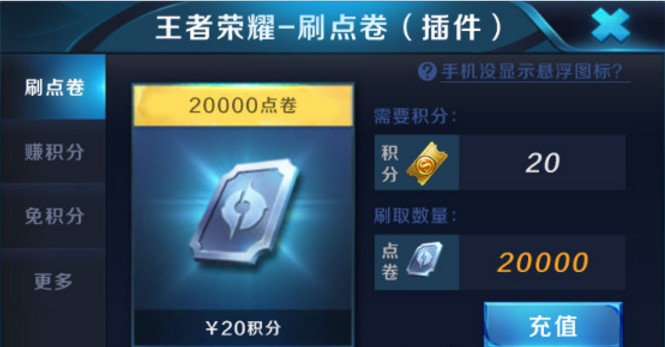 王者荣耀-刷点卷（插件）
刷点卷
赚积分
免积分
更多
20000点卷
￥20积分
?手机没显示悬浮图标?
需要积分:
积分
20
刷取数量:
点卷
20000
充值